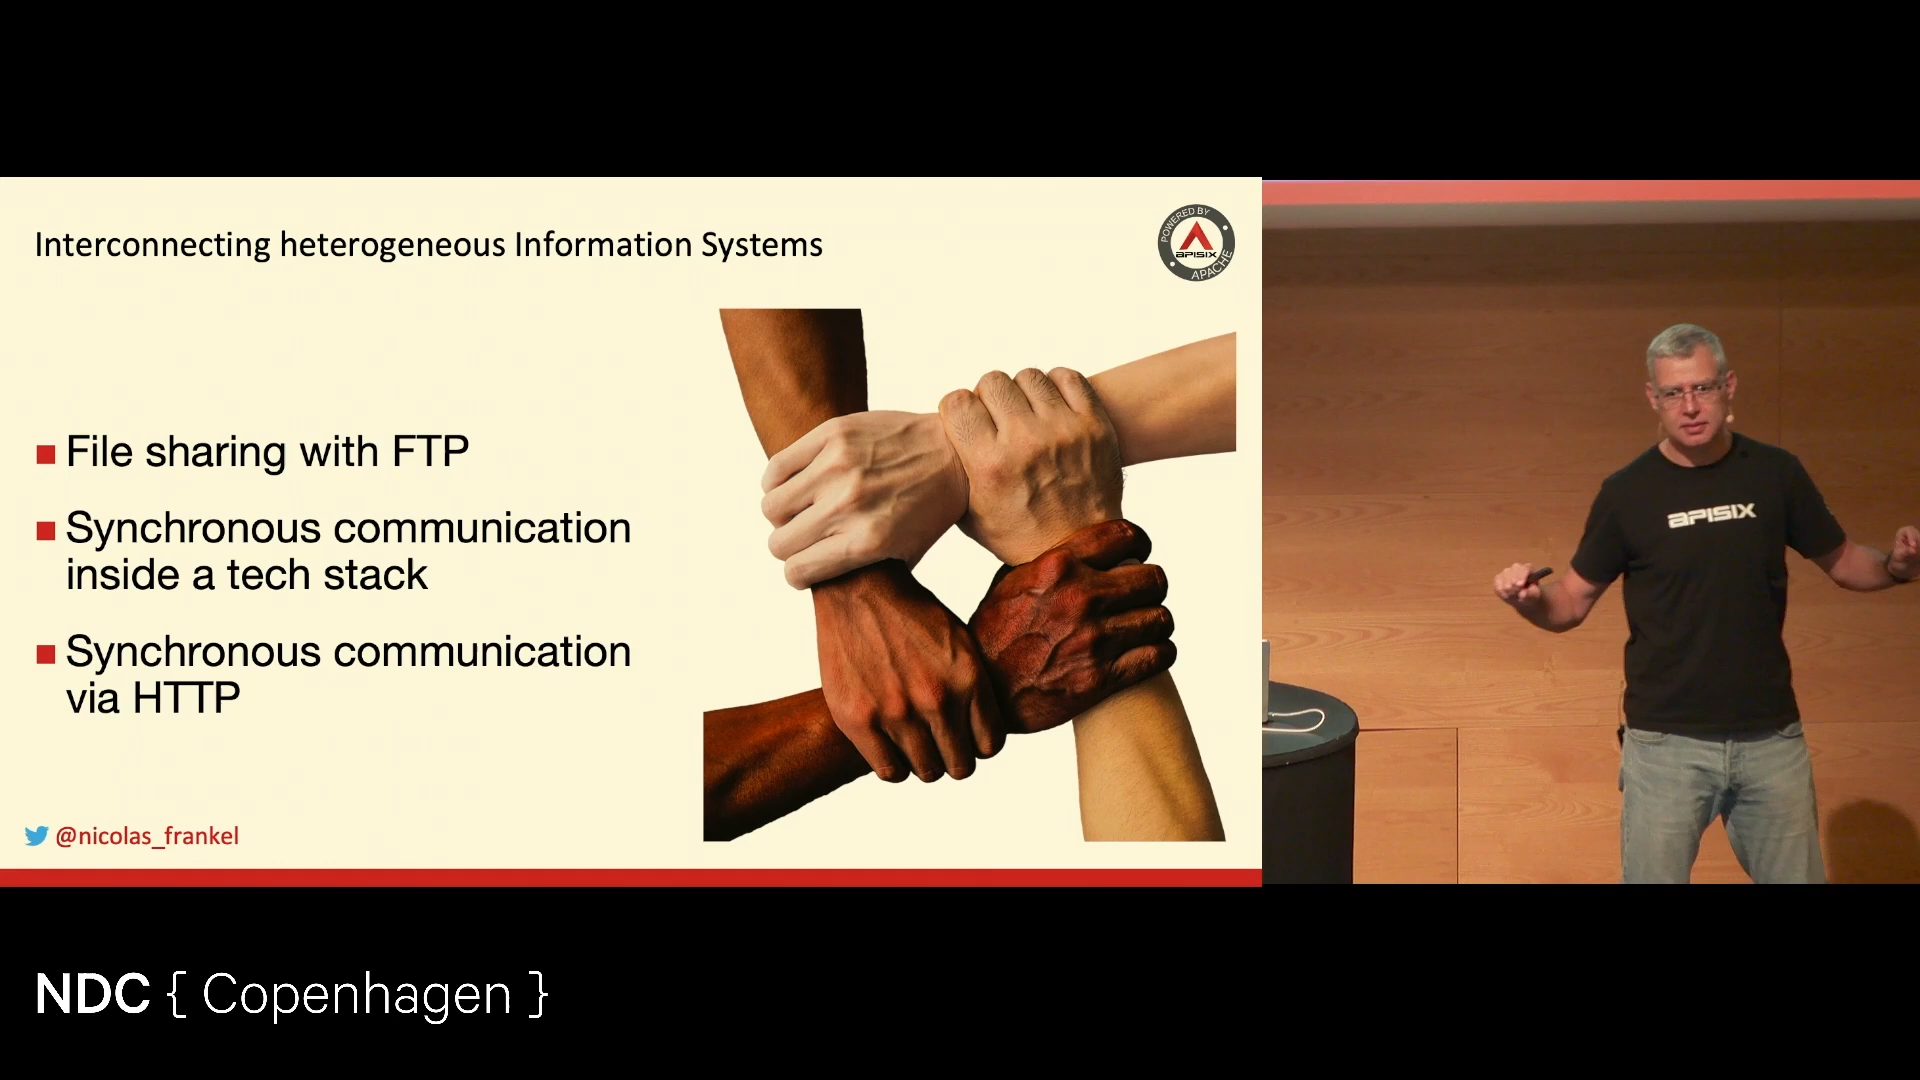 Interconnecting heterogeneous Information Systems
POWERED BY
APISIX
APACHE
File sharing with FTP
Synchronous communication
inside a tech stack
Synchronous communication
via HTTP
@nicolas_frankel
APISIX
NDC { Copenhagen }